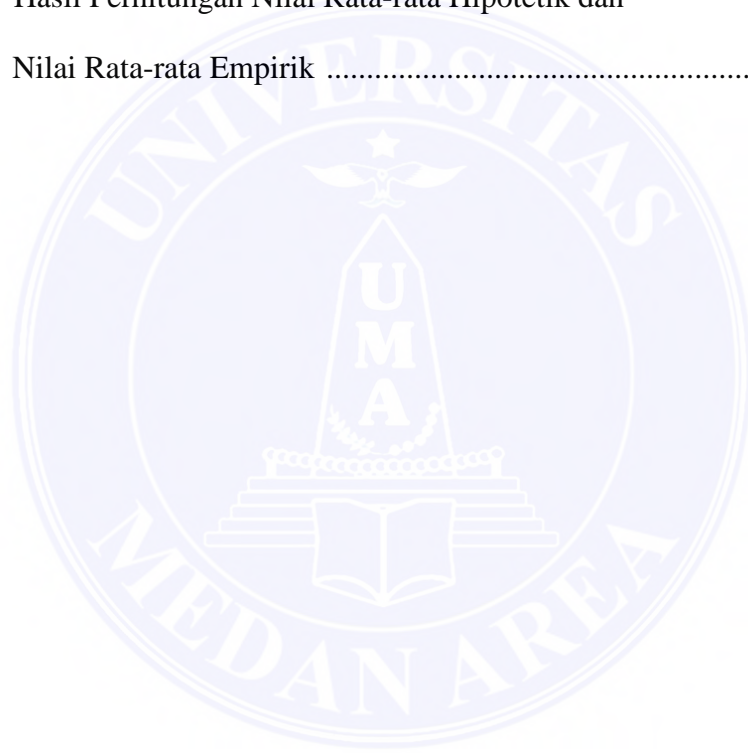 Hasil Perhitungan Nilai Rata-rata Hipotetik dan
Nilai Rata-rata Empirik ......................................................
UNIVERSITAS
U
M
A
MEDAN AREA